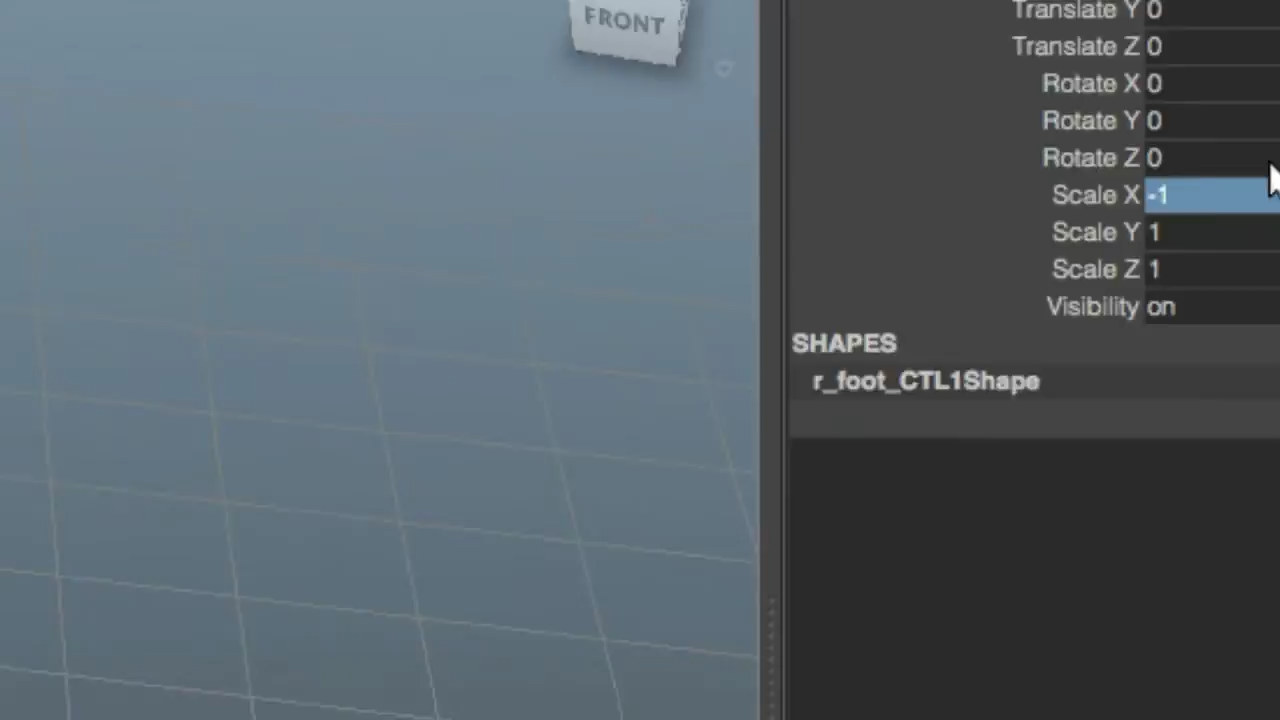 FRONT
Translate Y 0
Translate Z 0
Rotate X 0
Rotate Y 0
Rotate Z 0
Scale X -1
Scale Y 1
Scale Z 1
Visibility on
SHAPES
r_foot_CTL1Shape